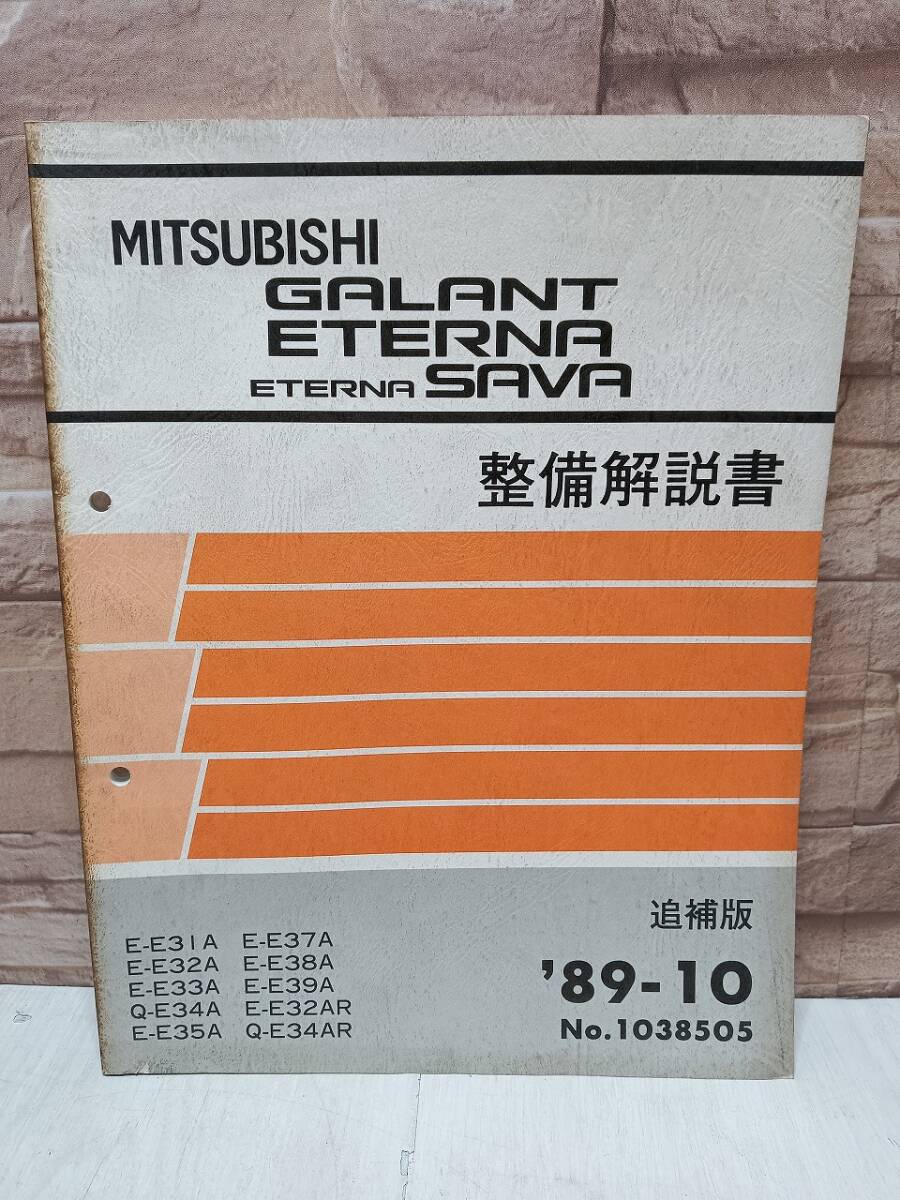 MITSUBISHI
GALANT
ETERNA
ETERNA SAVA
整備解説書
E-E31A E-E37A
E-E32A E-E38A
E-E33A E-E39A
Q-E34A E-E32AR
E-E35A Q-E34AR
追補版
'89-10
No.1038505